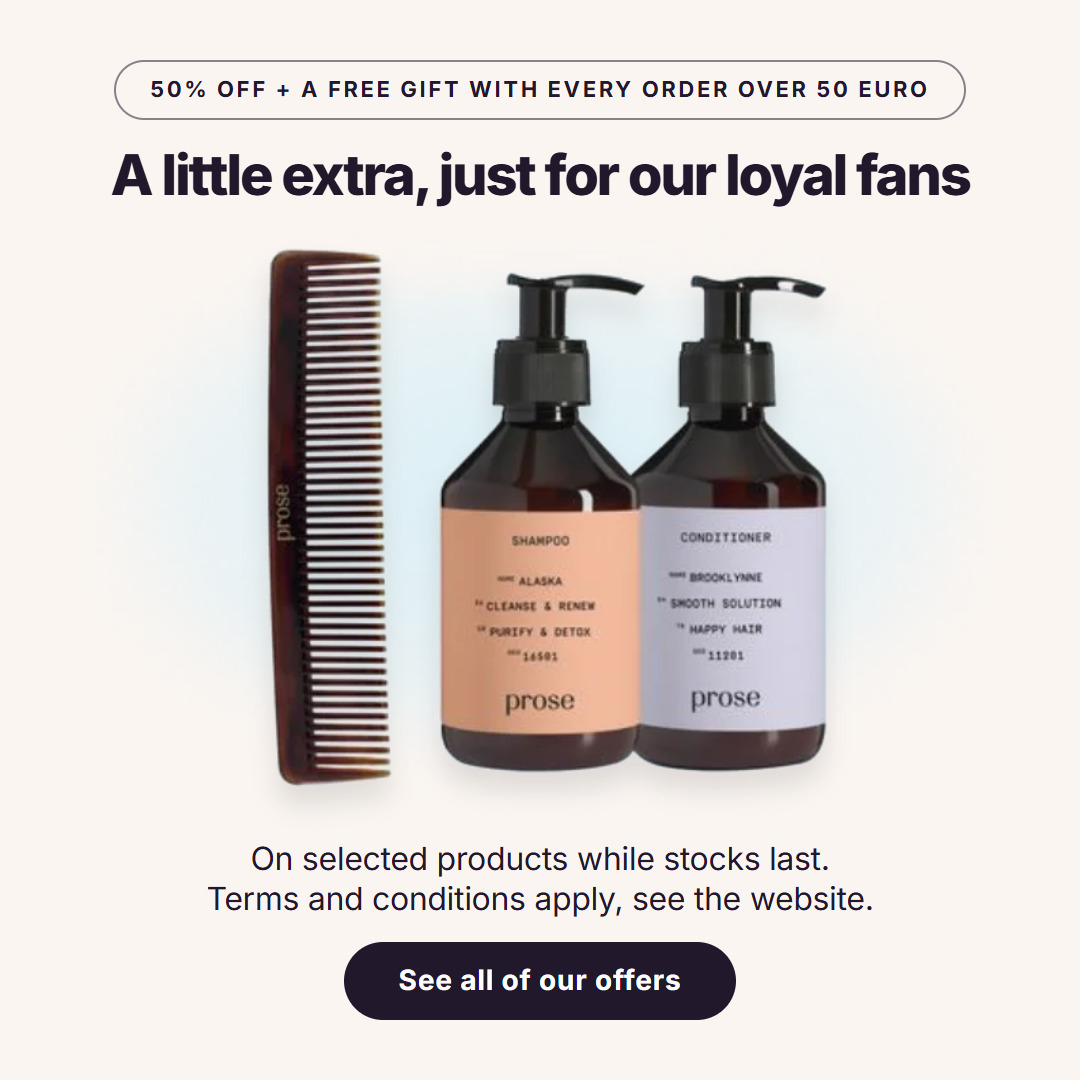 50% OFF + A FREE GIFT WITH EVERY ORDER OVER 50 EURO
A little extra, just for our loyal fans
prose
SHAMPOO
NAME ALASKA
CLEANSE & RENEW
PURIFY & DETOX
16501
prose
CONDITIONER
NAME BROOKLYNNE
SMOOTH SOLUTION
HAPPY HAIR
11201
prose
On selected products while stocks last.
Terms and conditions apply, see the website.
See all of our offers